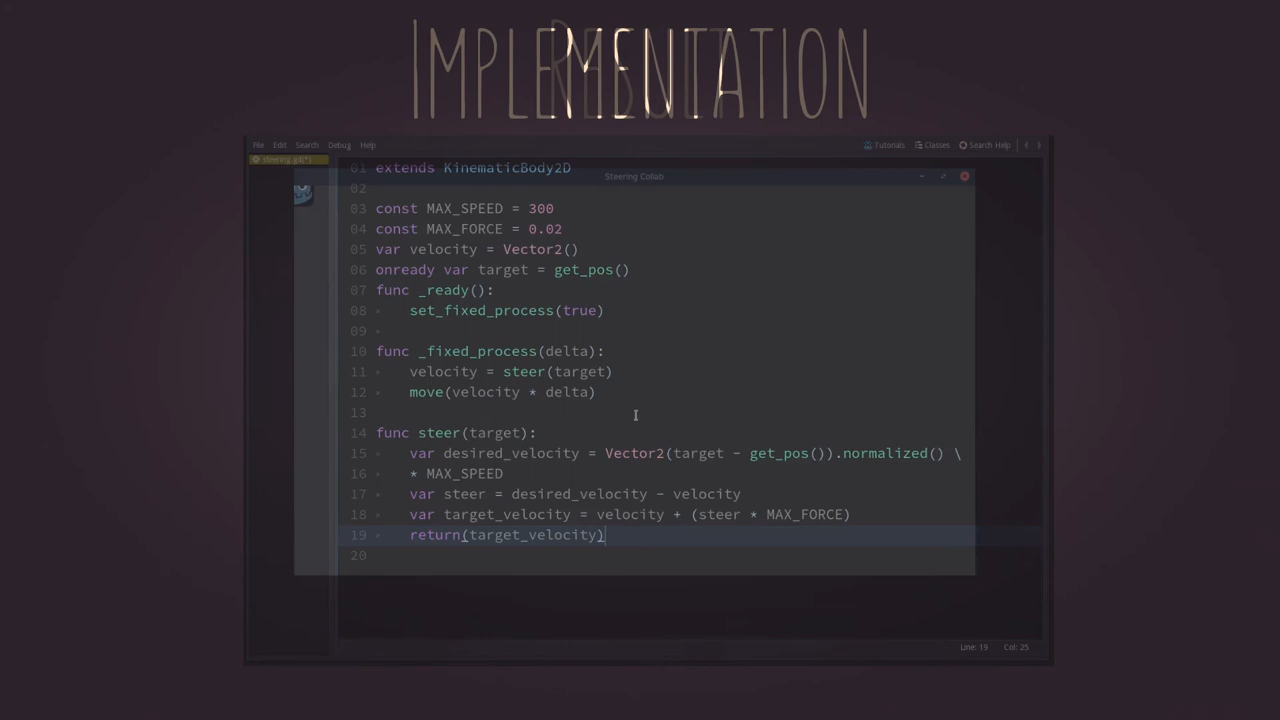 IMPLEMENTATION
RESULT
File Edit Search Debug Help Tutorials Classes Search Help
steering.gd(*)
Steering Collab
01 extends KinematicBody2D
02
03 const MAX_SPEED = 300
04 const MAX_FORCE = 0.02
05 var velocity = Vector2()
06 onready var target = get_pos()
07 func _ready():
08 set_fixed_process(true)
09
10 func _fixed_process(delta):
11 velocity = steer(target)
12 move(velocity * delta)
13
14 func steer(target):
15 var desired_velocity = Vector2(target - get_pos()).normalized() \
16 * MAX_SPEED
17 var steer = desired_velocity - velocity
18 var target_velocity = velocity + (steer * MAX_FORCE)
19 return(target_velocity)
20
Line: 19 Col: 25